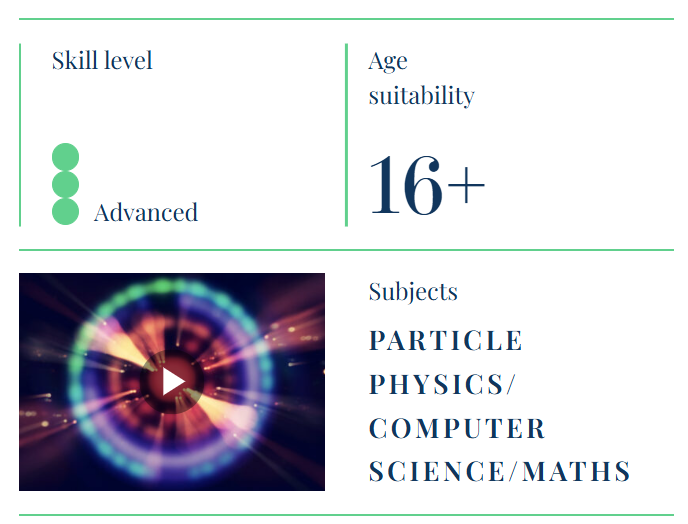 Skill level
Advanced
Age
suitability
16+
Subjects
PARTICLE
PHYSICS/
COMPUTER
SCIENCE/MATHS